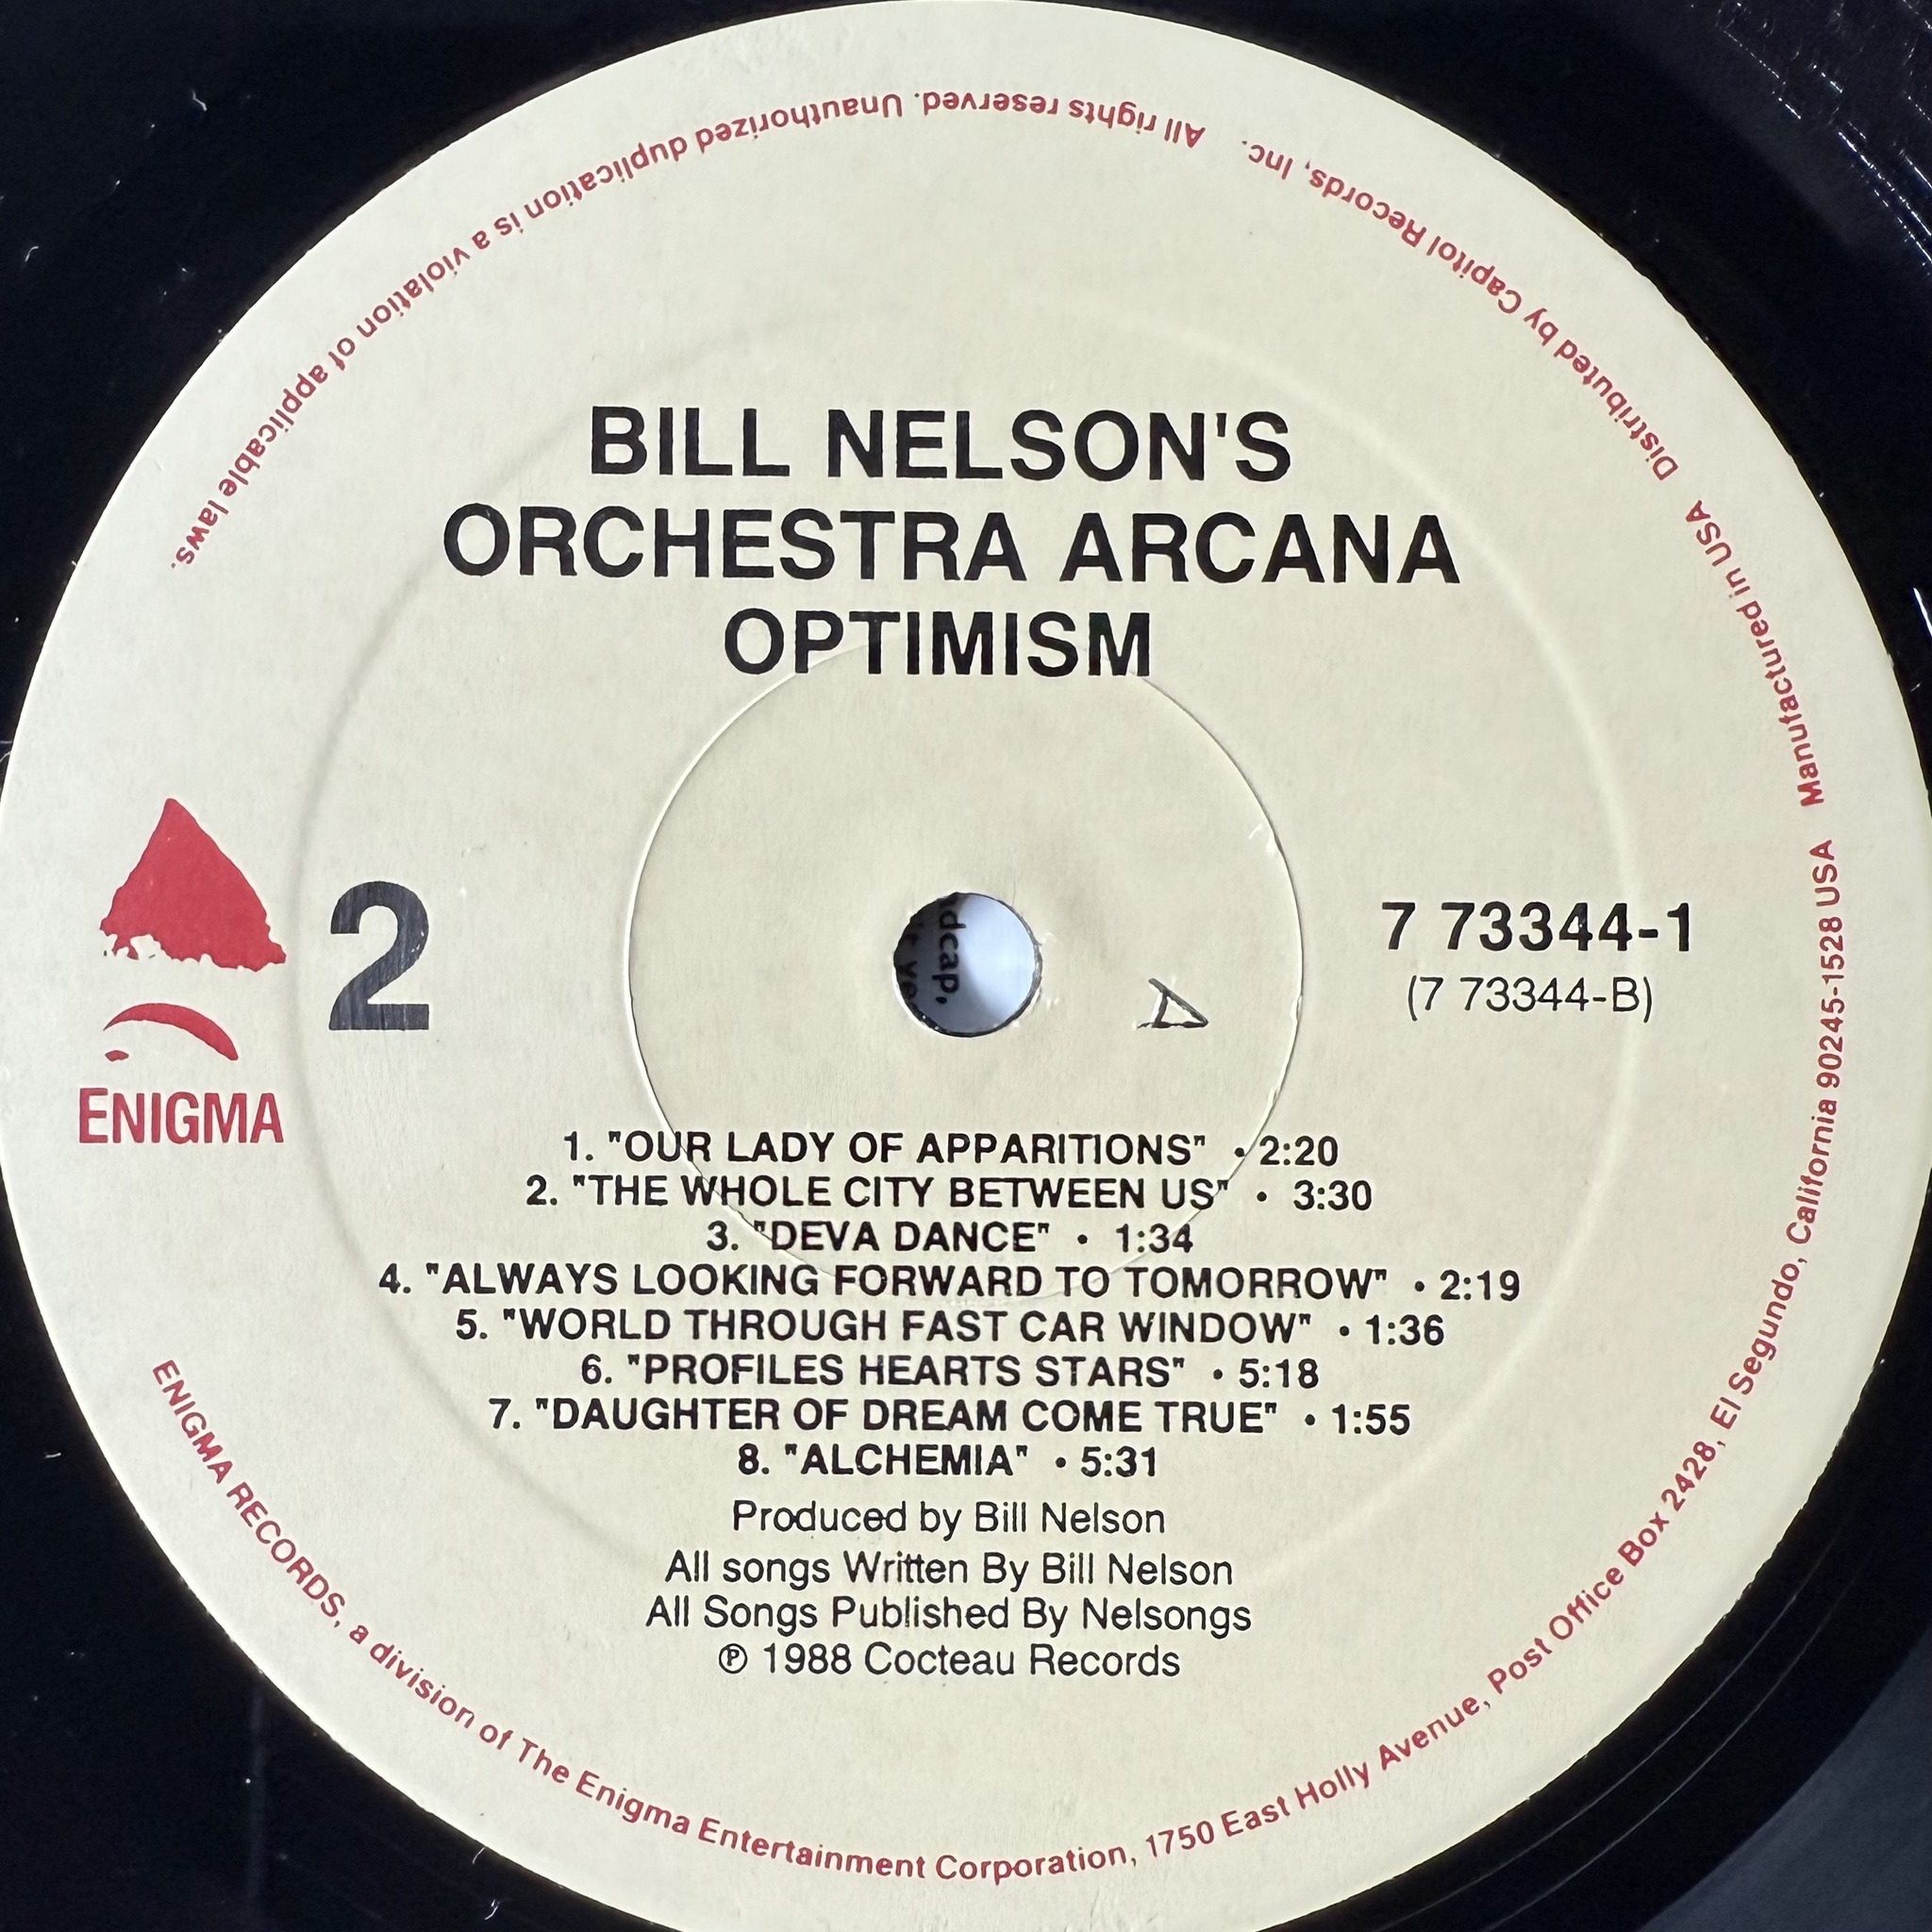 BILL NELSON'S
ORCHESTRA ARCANA
OPTIMISM
2
7 73344-1
(7 73344-B)
ENIGMA
1. "OUR LADY OF APPARITIONS" • 2:20
2. "THE WHOLE CITY BETWEEN US" • 3:30
3. "DEVA DANCE" • 1:34
4. "ALWAYS LOOKING FORWARD TO TOMORROW" • 2:19
5. "WORLD THROUGH FAST CAR WINDOW" • 1:36
6. "PROFILES HEARTS STARS" • 5:18
7. "DAUGHTER OF DREAM COME TRUE" • 1:55
8. "ALCHEMIA" • 5:31
Produced by Bill Nelson
All songs Written By Bill Nelson
All Songs Published By Nelsongs
℗ 1988 Cocteau Records
ENIGMA RECORDS, a division of The Enigma Entertainment Corporation, 1750 East Holly Avenue, Post Office Box 2428, El Segundo, California 90245-1528 USA Manufactured in USA Distributed by Capitol Records, Inc. All rights reserved. Unauthorized duplication is a violation of applicable laws.